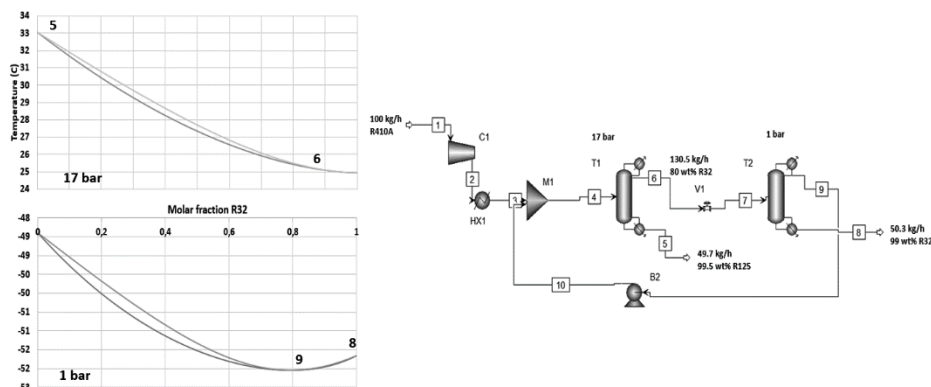 34
33
32
31
30
29
28
27
26
25
24
Temperature (C)
5
6
17 bar
Molar fraction R32
0 0,2 0,4 0,6 0,8 1
-48
-49
-50
-50
-51
-52
-52
-53
9
8
1 bar
100 kg/h
R410A
1
C1
2
HX1
3
M1
4
17 bar
T1
6
130.5 kg/h
80 wt% R32
V1
7
1 bar
T2
9
8
50.3 kg/h
99 wt% R32
5
49.7 kg/h
99.5 wt% R125
10
B2